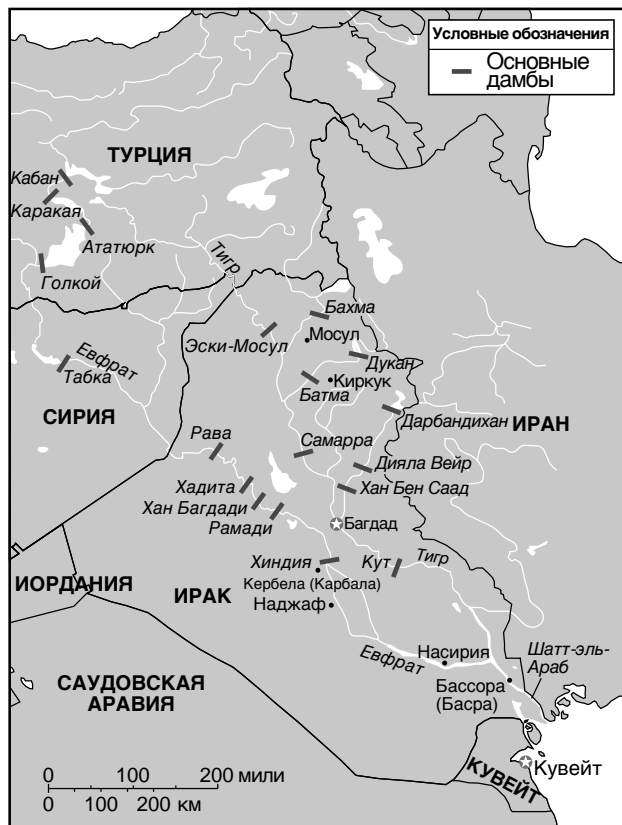 Условные обозначения
Основные
дамбы
ТУРЦИЯ
Кабан
Каракая
Ататюрк
Голкой
Тигр
Бахма
Мосул
Эски-Мосул
Дукан
Евфрат
Табка
Киркук
Батма
Дарбандихан
СИРИЯ
ИРАН
Рава
Самарра
Дияла Вейр
Хадита
Хан Бен Саад
Хан Багдади
Рамади
Багдад
Хиндия
Кут
Тигр
ИОРДАНИЯ
Кербела (Карбала)
ИРАК
Наджаф
Евфрат
Насирия
Шатт-эль-
Араб
Бассора
(Басра)
САУДОВСКАЯ
АРАВИЯ
КУВЕЙТ
Кувейт
0 100 200 мили
0 100 200 км